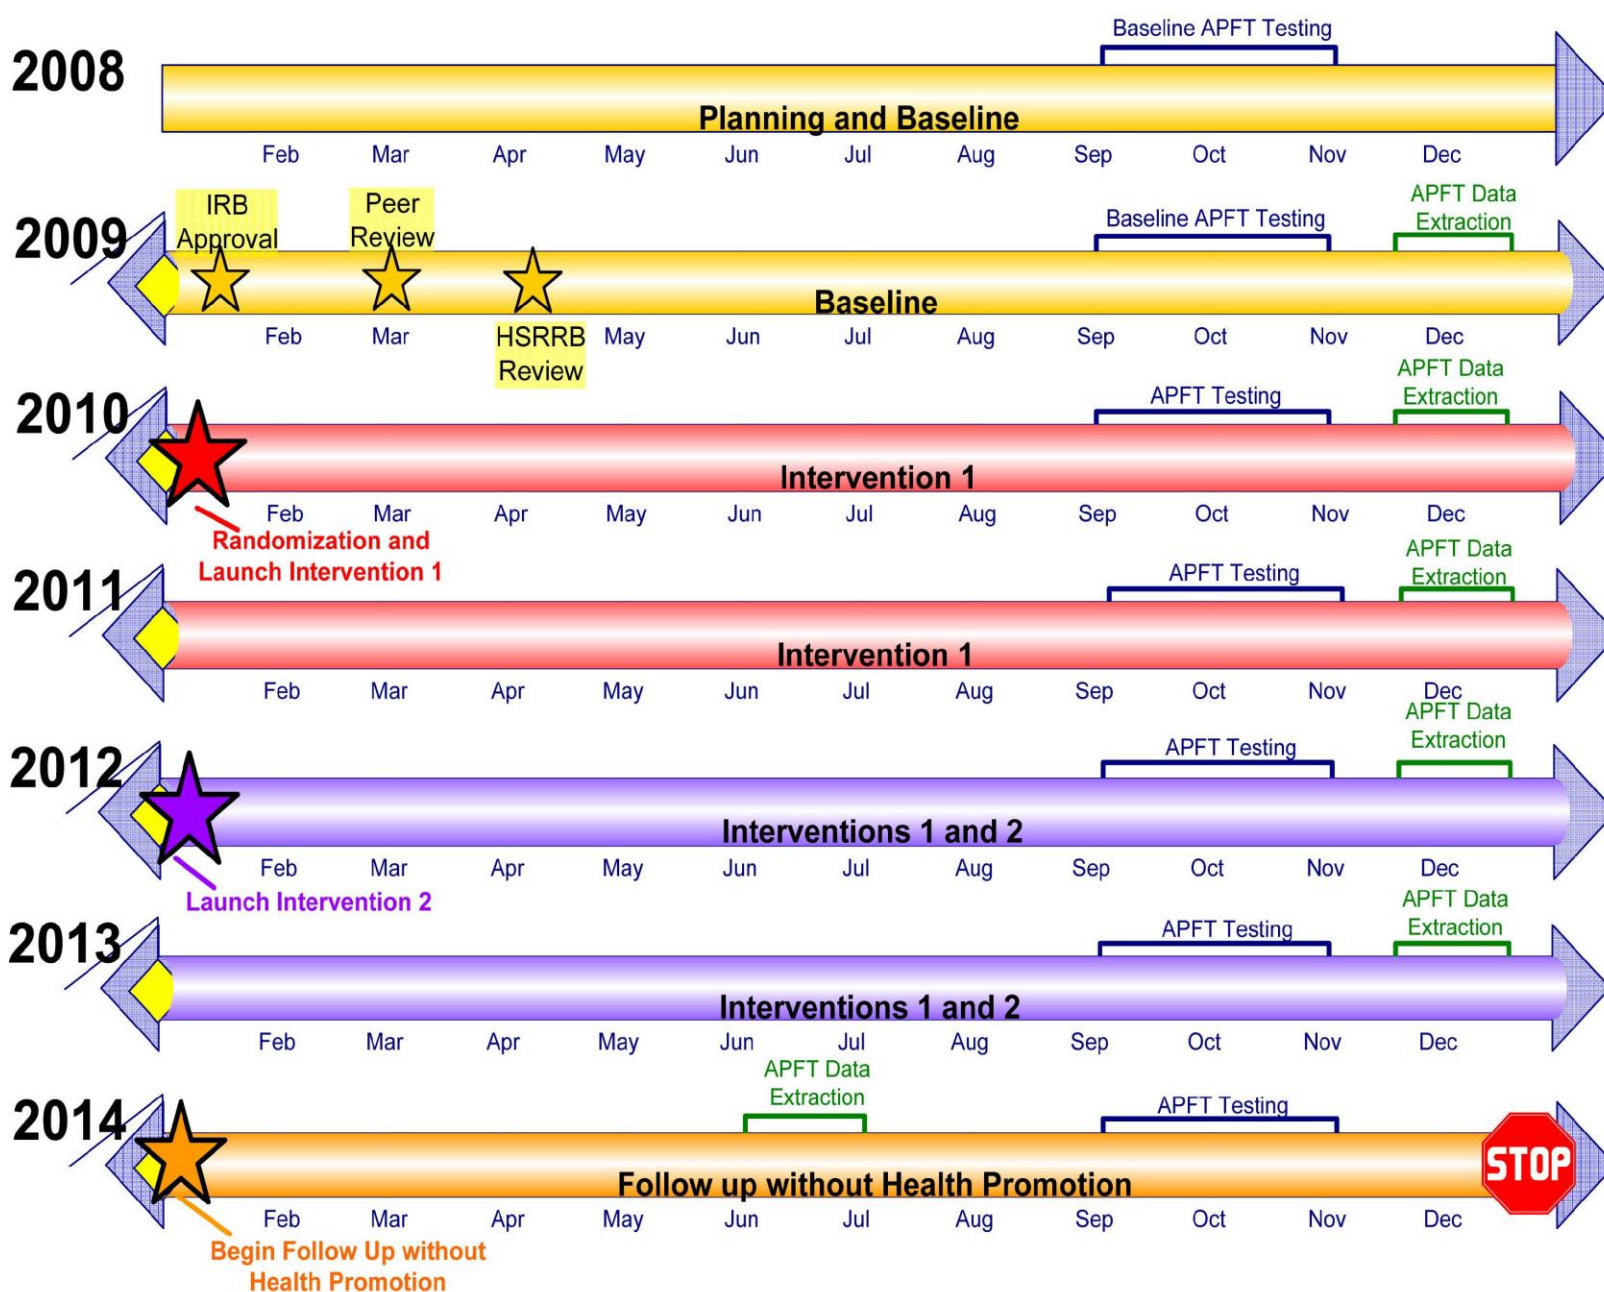 Baseline APFT Testing
2008
Planning and Baseline
Feb Mar Apr May Jun Jul Aug Sep Oct Nov Dec
IRB
Approval
Peer
Review
Baseline APFT Testing
APFT Data
Extraction
2009
Baseline
Feb Mar May Jun Jul Aug Sep Oct Nov Dec
HSRRB
Review
APFT Testing
APFT Data
Extraction
2010
Intervention 1
Feb Mar Apr May Jun Jul Aug Sep Oct Nov Dec
Randomization and
Launch Intervention 1
APFT Testing
APFT Data
Extraction
2011
Intervention 1
Feb Mar Apr May Jun Jul Aug Sep Oct Nov Dec
APFT Testing
APFT Data
Extraction
2012
Interventions 1 and 2
Feb Mar Apr May Jun Jul Aug Sep Oct Nov Dec
Launch Intervention 2
APFT Testing
APFT Data
Extraction
2013
Interventions 1 and 2
Feb Mar Apr May Jun Jul Aug Sep Oct Nov Dec
APFT Data
Extraction
APFT Testing
2014
STOP
Follow up without Health Promotion
Feb Mar Apr May Jun Jul Aug Sep Oct Nov Dec
Begin Follow Up without
Health Promotion